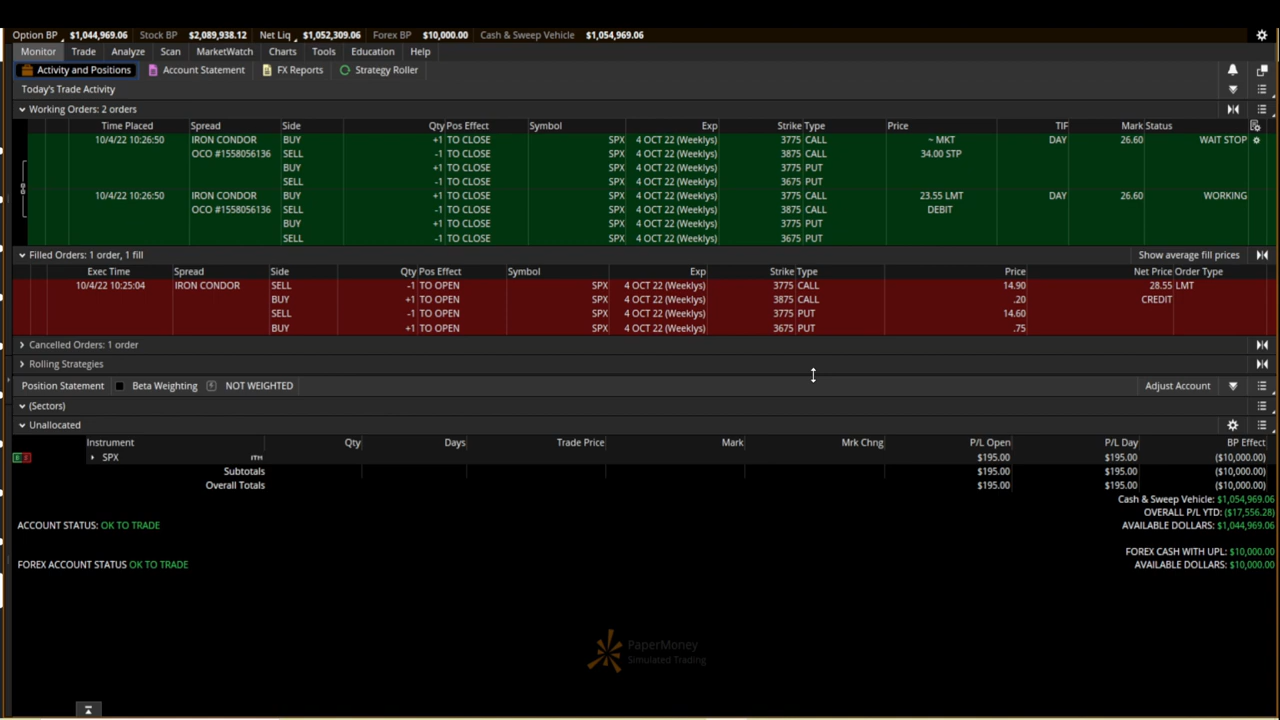 Option BP $1,044,969.06 Stock BP $2,089,938.12 Net Liq $1,052,309.06 Forex BP $10,000.00 Cash & Sweep Vehicle $1,054,969.06
Monitor Trade Analyze Scan MarketWatch Charts Tools Education Help
Activity and Positions Account Statement FX Reports Strategy Roller
Today's Trade Activity
Working Orders: 2 orders
Time Placed Spread Side Qty Pos Effect Symbol Exp Strike Type Price TIF Mark Status
10/4/22 10:26:50 IRON CONDOR BUY +1 TO CLOSE SPX 4 OCT 22 (Weeklys) 3775 CALL ~ MKT DAY 26.60 WAIT STOP
OCO #1558056136 SELL -1 TO CLOSE SPX 4 OCT 22 (Weeklys) 3875 CALL 34.00 STP
BUY +1 TO CLOSE SPX 4 OCT 22 (Weeklys) 3775 PUT
SELL -1 TO CLOSE SPX 4 OCT 22 (Weeklys) 3675 PUT
10/4/22 10:26:50 IRON CONDOR BUY +1 TO CLOSE SPX 4 OCT 22 (Weeklys) 3775 CALL 23.55 LMT DAY 26.60 WORKING
OCO #1558056136 SELL -1 TO CLOSE SPX 4 OCT 22 (Weeklys) 3875 CALL DEBIT
BUY +1 TO CLOSE SPX 4 OCT 22 (Weeklys) 3775 PUT
SELL -1 TO CLOSE SPX 4 OCT 22 (Weeklys) 3675 PUT
Filled Orders: 1 order, 1 fill Show average fill prices
Exec Time Spread Side Qty Pos Effect Symbol Exp Strike Type Price Net Price Order Type
10/4/22 10:25:04 IRON CONDOR SELL -1 TO OPEN SPX 4 OCT 22 (Weeklys) 3775 CALL 14.90 28.55 LMT
BUY +1 TO OPEN SPX 4 OCT 22 (Weeklys) 3875 CALL .20 CREDIT
SELL -1 TO OPEN SPX 4 OCT 22 (Weeklys) 3775 PUT 14.60
BUY +1 TO OPEN SPX 4 OCT 22 (Weeklys) 3675 PUT .75
Cancelled Orders: 1 order
Rolling Strategies
Position Statement Beta Weighting NOT WEIGHTED Adjust Account
(Sectors)
Unallocated
Instrument Qty Days Trade Price Mark Mrk Chng P/L Open P/L Day BP Effect
SPX $195.00 $195.00 ($10,000.00)
Subtotals $195.00 $195.00 ($10,000.00)
Overall Totals $195.00 $195.00 ($10,000.00)
Cash & Sweep Vehicle: $1,054,969.06
OVERALL P/L YTD: ($17,556.28)
ACCOUNT STATUS: OK TO TRADE AVAILABLE DOLLARS: $1,044,969.06
FOREX CASH WITH UPL: $10,000.00
FOREX ACCOUNT STATUS OK TO TRADE AVAILABLE DOLLARS: $10,000.00
PaperMoney
Simulated Trading